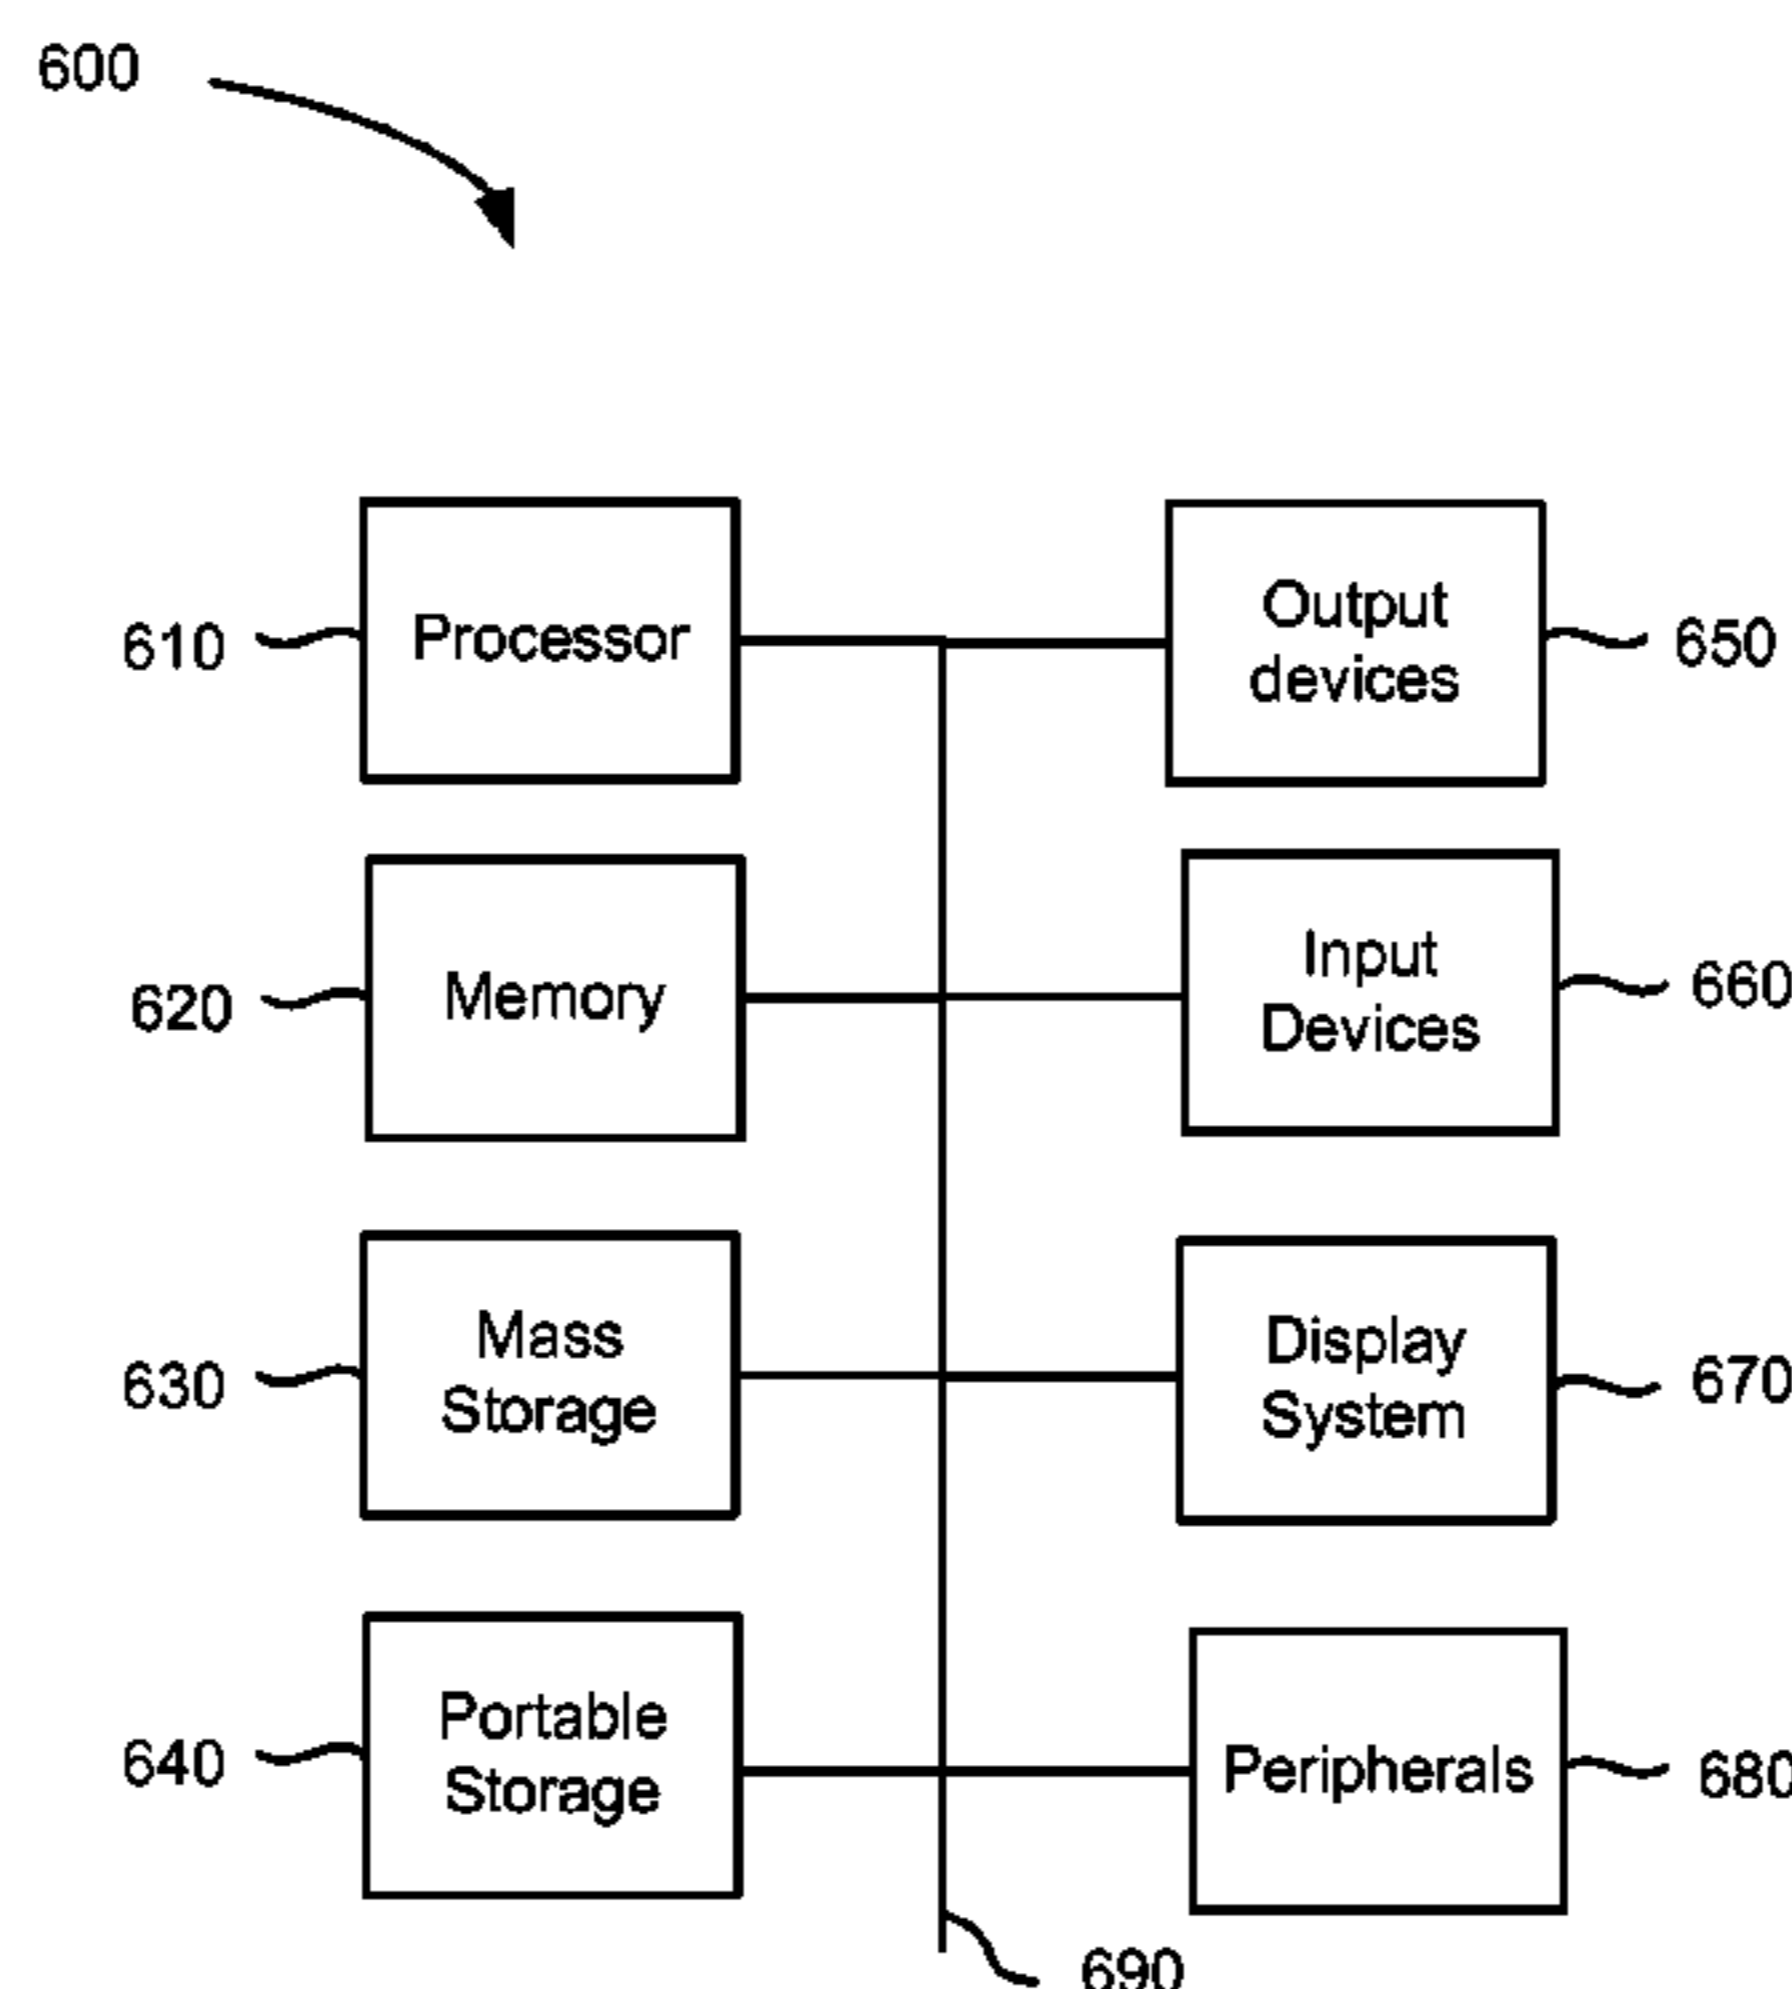 600
610
Processor
Output
devices
650
620
Memory
Input
Devices
660
630
Mass
Storage
Display
System
670
640
Portable
Storage
Peripherals
680
690